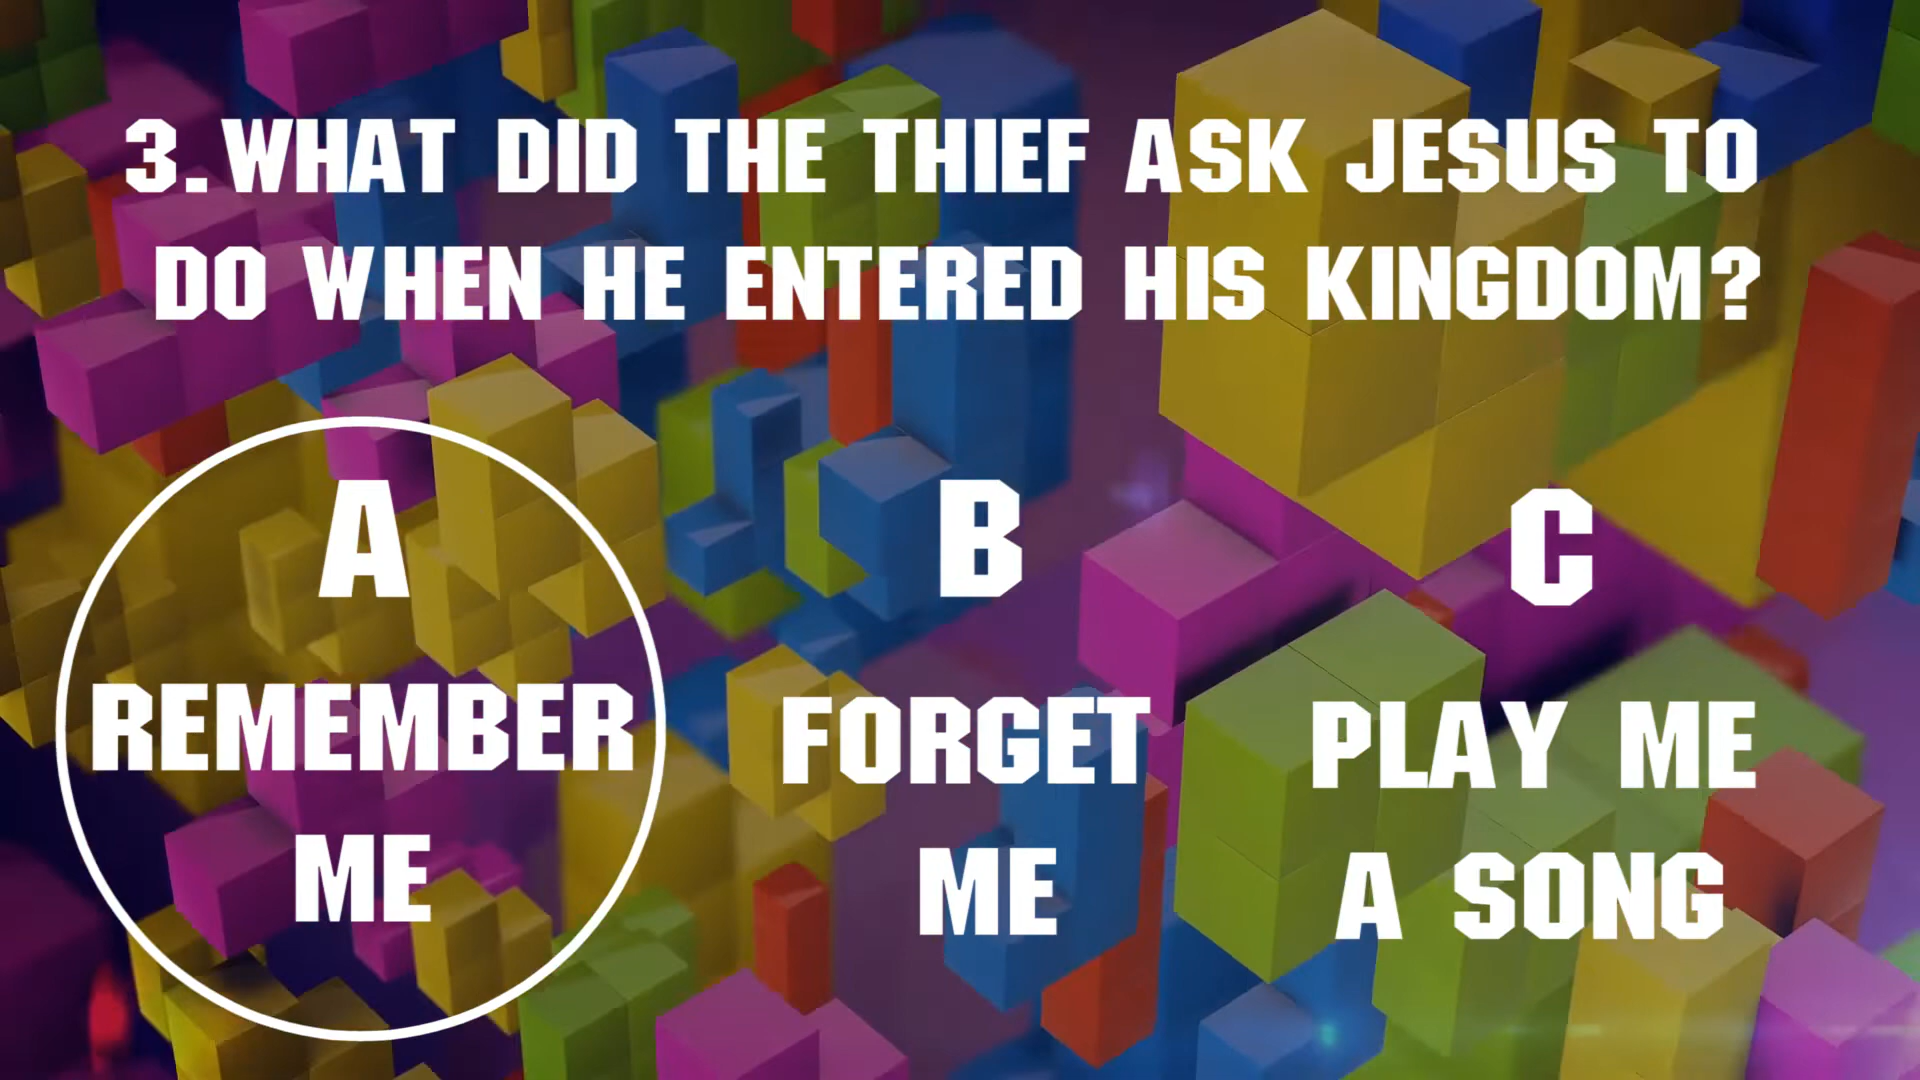 3. WHAT DID THE THIEF ASK JESUS TO
DO WHEN HE ENTERED HIS KINGDOM?
A
REMEMBER
ME
B
FORGET
ME
C
PLAY ME
A SONG